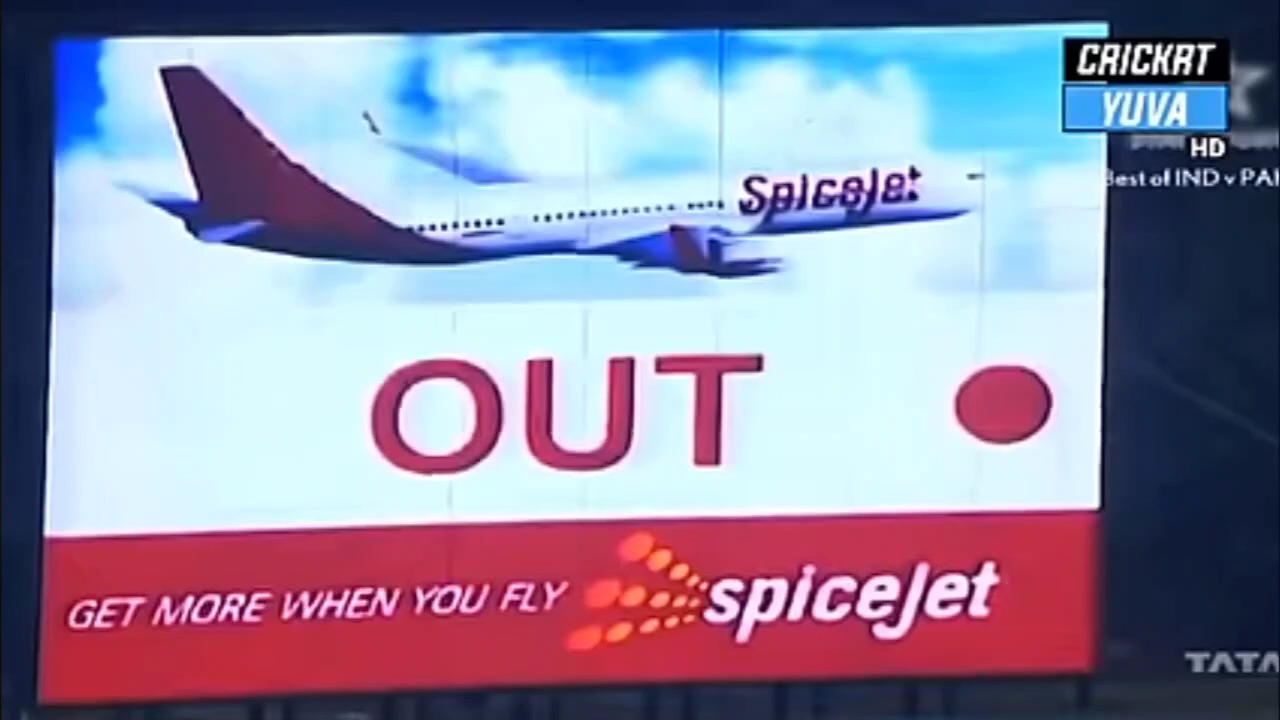 CRICKRT
YUVA
HD
Best of IND v PAK
SpiceJet
OUT
GET MORE WHEN YOU FLY spiceJet
TATA